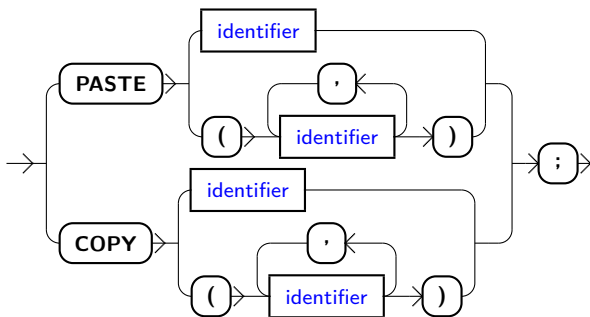 identifier
PASTE
,
( identifier )
;
identifier
COPY
,
( identifier )